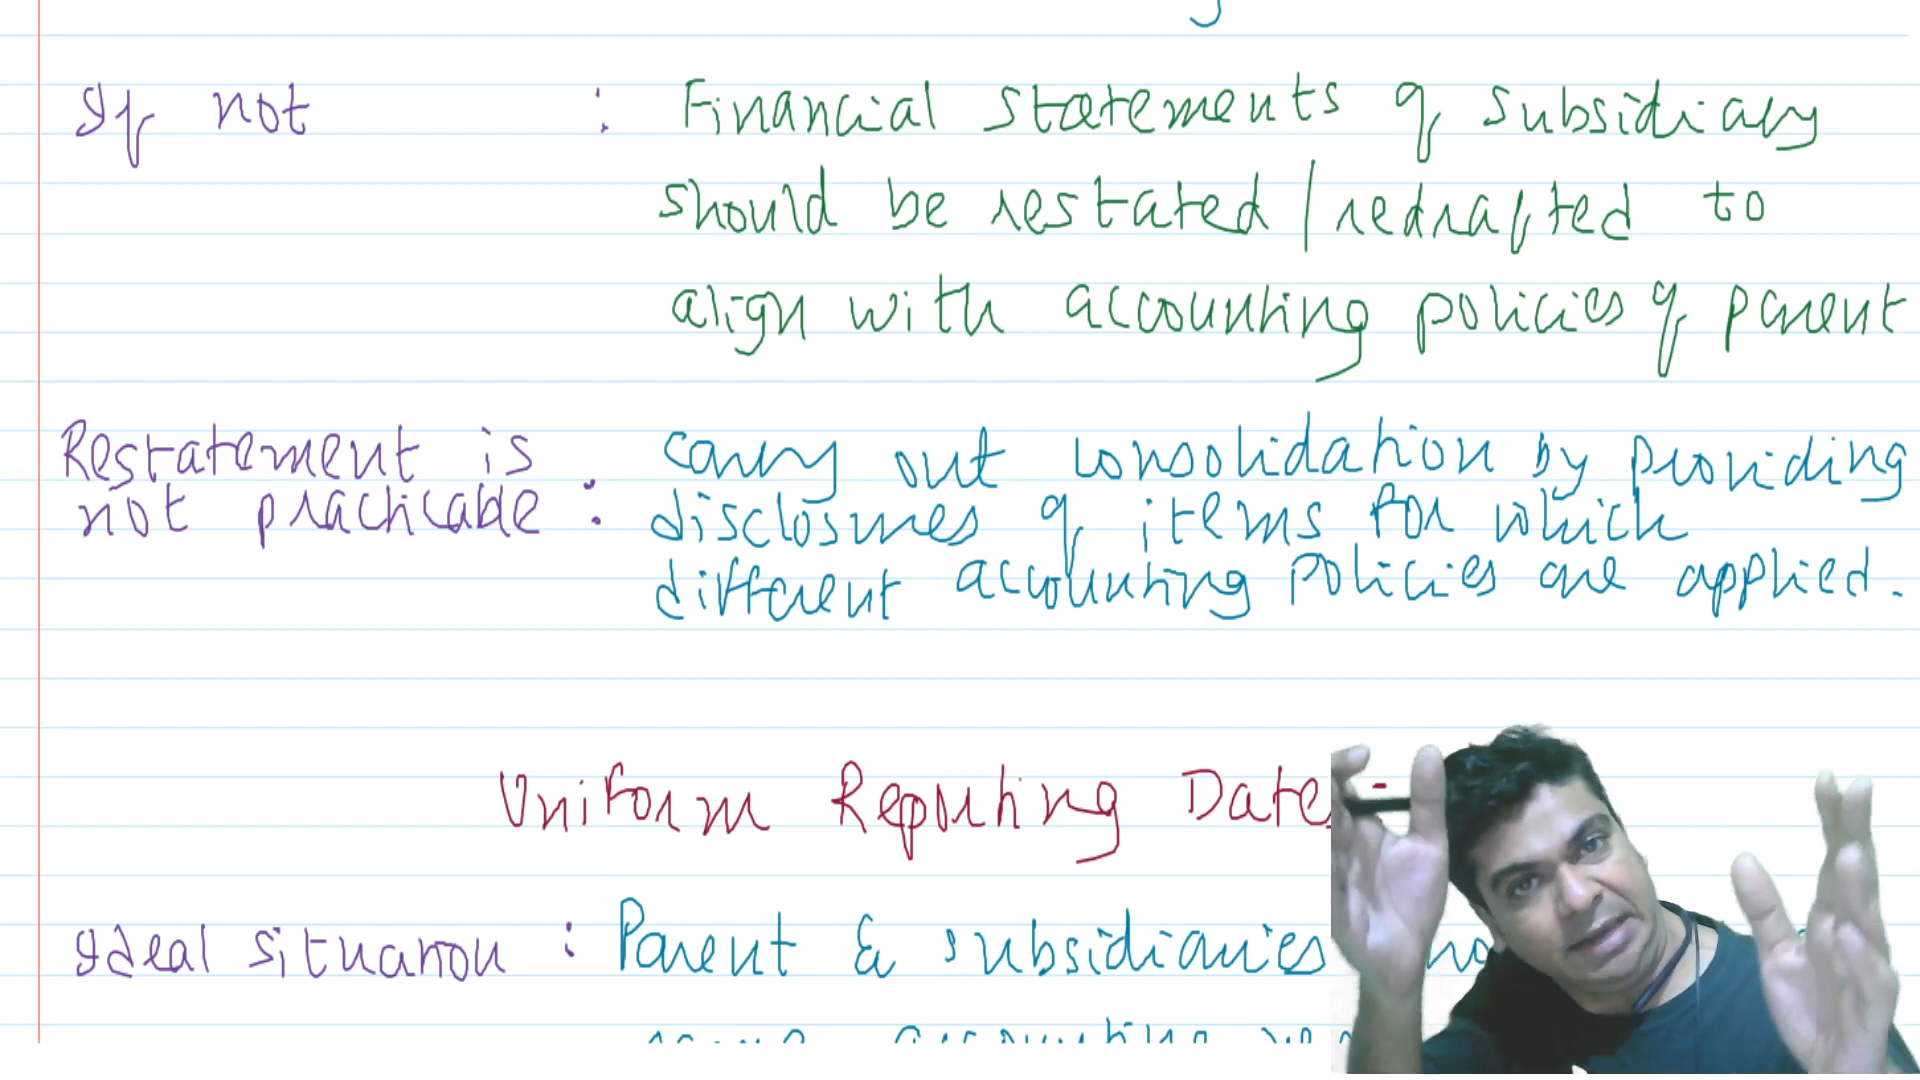 If not : Financial statements of subsidiary
should be restated/redrafted to
align with accounting policies of parent
Restatement is : carry out consolidation by providing
not practicable disclosures of items for which
different accounting policies are applied.
Uniform Reporting Date
Ideal situation : Parent & subsidiaries
accounting